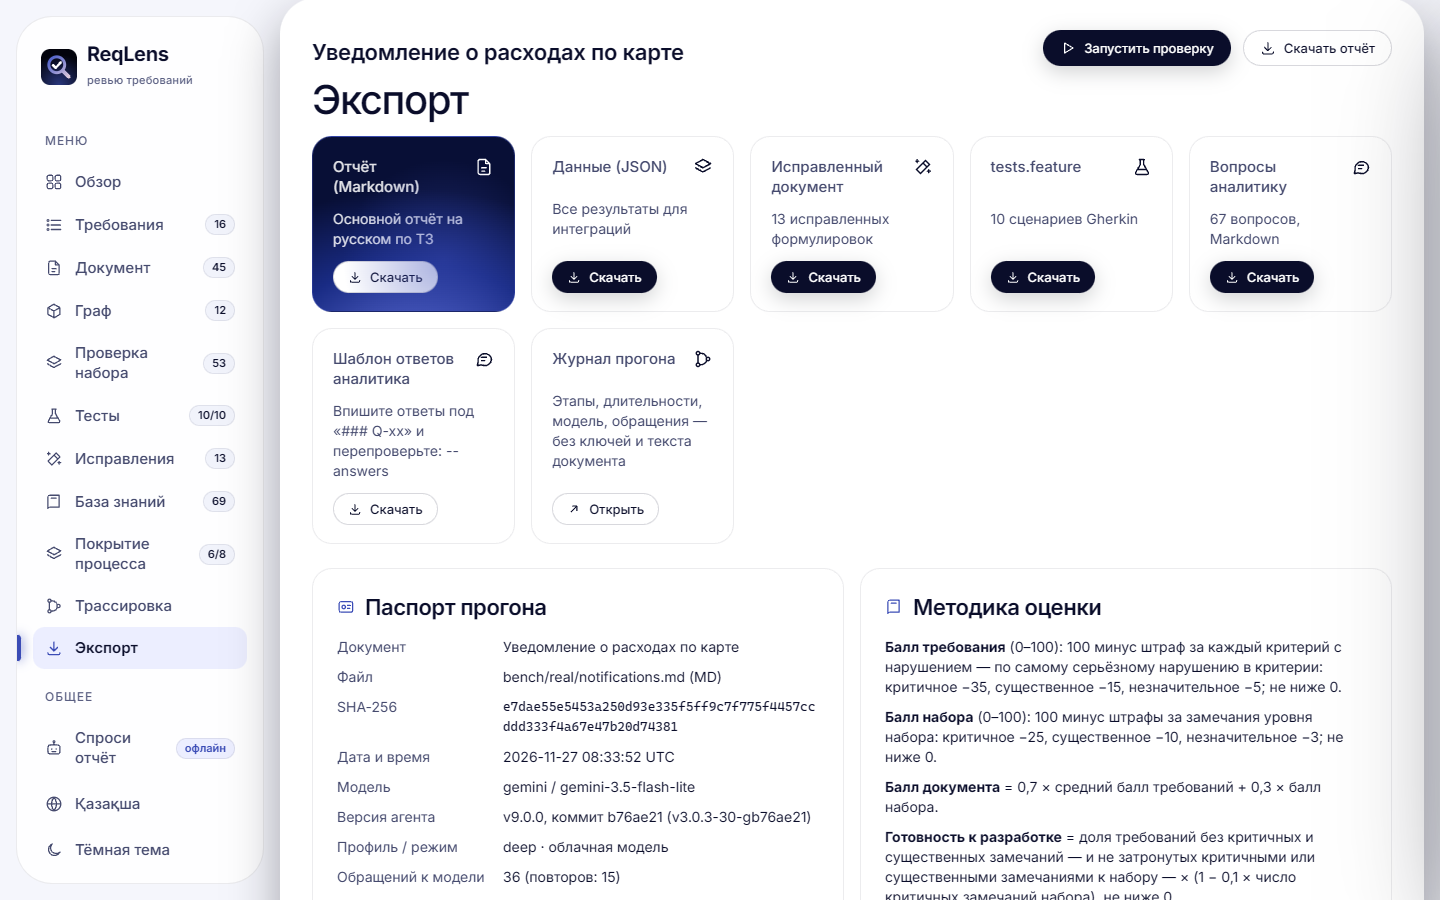 ReqLens
ревью требований
МЕНЮ
Обзор
Требования 16
Документ 45
Граф 12
Проверка
набора
53
Тесты 10/10
Исправления 13
База знаний 69
Покрытие
процесса
6/8
Трассировка
Экспорт
ОБЩЕЕ
Спроси
отчёт
офлайн
Қазақша
Тёмная тема
Уведомление о расходах по карте
Запустить проверку
Скачать отчёт
Экспорт
Отчёт
(Markdown)
Основной отчёт на
русском по ТЗ
Скачать
Данные (JSON)
Все результаты для
интеграций
Скачать
Исправленный
документ
13 исправленных
формулировок
Скачать
tests.feature
10 сценариев Gherkin
Скачать
Вопросы
аналитику
67 вопросов,
Markdown
Скачать
Шаблон ответов
аналитика
Впишите ответы под
«### Q-xx» и
перепроверьте: --
answers
Скачать
Журнал прогона
Этапы, длительности,
модель, обращения —
без ключей и текста
документа
Открыть
Паспорт прогона
Документ Уведомление о расходах по карте
Файл bench/real/notifications.md (MD)
SHA-256 e7dae55e5453a250d93e335f5ff9c7f775f4457cc
ddd333f4a67e47b20d74381
Дата и время 2026-11-27 08:33:52 UTC
Модель gemini / gemini-3.5-flash-lite
Версия агента v9.0.0, коммит b76ae21 (v3.0.3-30-gb76ae21)
Профиль / режим deep · облачная модель
Обращений к модели 36 (повторов: 15)
Методика оценки
Балл требования (0–100): 100 минус штраф за каждый критерий с
нарушением — по самому серьёзному нарушению в критерии:
критичное −35, существенное −15, незначительное −5; не ниже 0.
Балл набора (0–100): 100 минус штрафы за замечания уровня
набора: критичное −25, существенное −10, незначительное −3; не
ниже 0.
Балл документа = 0,7 × средний балл требований + 0,3 × балл
набора.
Готовность к разработке = доля требований без критичных и
существенных замечаний — и не затронутых критичными или
существенными замечаниями к набору — × (1 − 0,1 × число
критичных замечаний набора), не ниже 0.